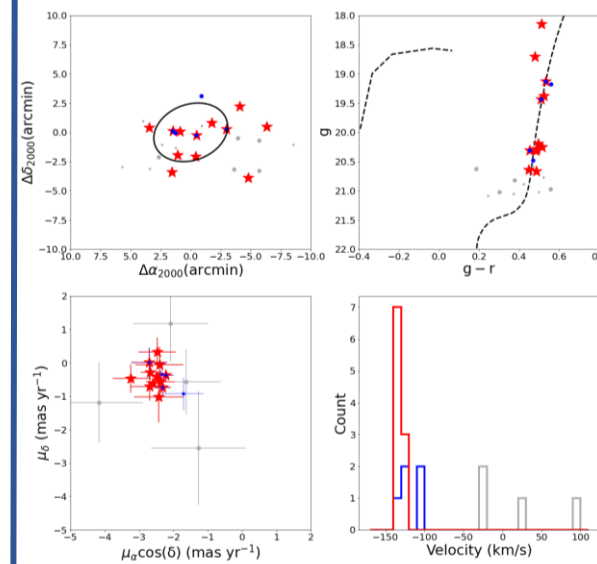 10.0
7.5
5.0
2.5
0.0
−2.5
−5.0
−7.5
−10.0
Δδ2000(arcmin)
10.0 7.5 5.0 2.5 0.0 −2.5 −5.0 −7.5 −10.0
Δα2000(arcmin)
18.0
18.5
19.0
19.5
20.0
20.5
21.0
21.5
22.0
g
−0.4 −0.2 0.0 0.2 0.4 0.6
g − r
2
1
0
−1
−2
−3
−4
−5
μδ (mas yr−1)
−5 −4 −3 −2 −1 0 1 2
μαcos(δ) (mas yr−1)
7
6
5
4
3
2
1
0
Count
−150 −100 −50 0 50 100
Velocity (km/s)